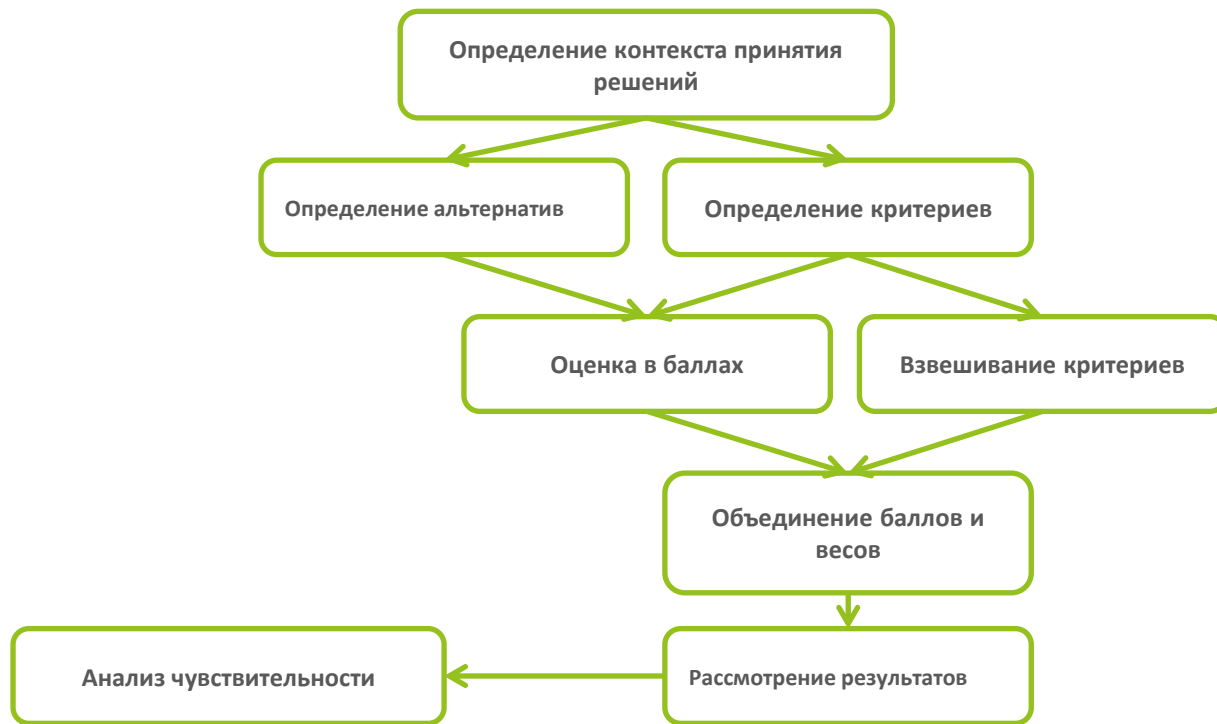 Определение контекста принятия
решений
Определение альтернатив
Определение критериев
Оценка в баллах
Взвешивание критериев
Объединение баллов и
весов
Анализ чувствительности
Рассмотрение результатов